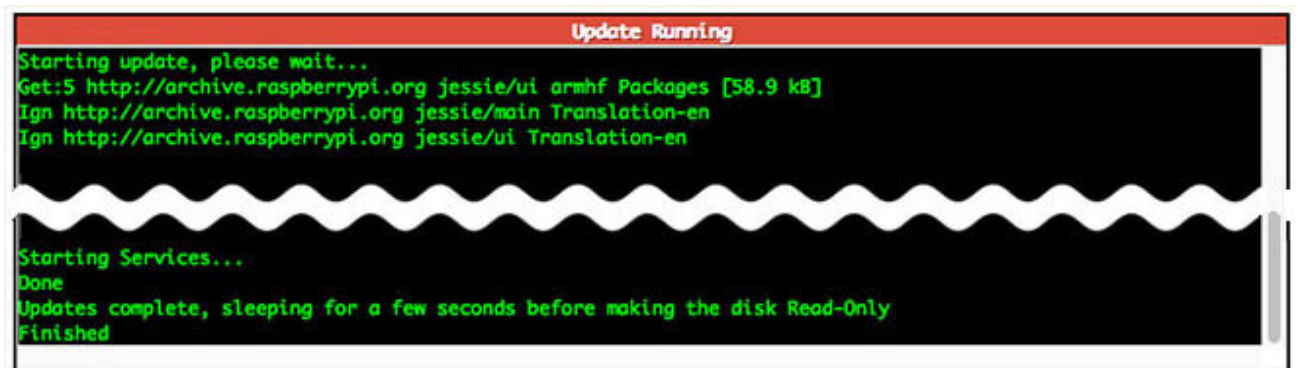 Update Running
Starting update, please wait...
Get:5 http://archive.raspberrypi.org jessie/ui armhf Packages [58.9 kB]
Ign http://archive.raspberrypi.org jessie/main Translation-en
Ign http://archive.raspberrypi.org jessie/ui Translation-en
Starting Services...
Done
Updates complete, sleeping for a few seconds before making the disk Read-Only
Finished